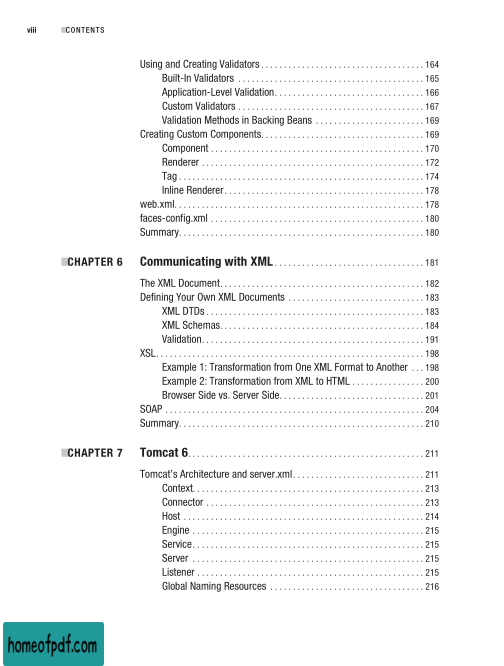 viii ■CONTENTS
Using and Creating Validators . . . . . . . . . . . . . . . . . . . . . . . . . . . . . . . . . . . . 164
Built-In Validators . . . . . . . . . . . . . . . . . . . . . . . . . . . . . . . . . . . . . . . . . 165
Application-Level Validation. . . . . . . . . . . . . . . . . . . . . . . . . . . . . . . . . 166
Custom Validators . . . . . . . . . . . . . . . . . . . . . . . . . . . . . . . . . . . . . . . . . 167
Validation Methods in Backing Beans . . . . . . . . . . . . . . . . . . . . . . . . 169
Creating Custom Components. . . . . . . . . . . . . . . . . . . . . . . . . . . . . . . . . . . . 169
Component . . . . . . . . . . . . . . . . . . . . . . . . . . . . . . . . . . . . . . . . . . . . . . . 170
Renderer . . . . . . . . . . . . . . . . . . . . . . . . . . . . . . . . . . . . . . . . . . . . . . . . . 172
Tag . . . . . . . . . . . . . . . . . . . . . . . . . . . . . . . . . . . . . . . . . . . . . . . . . . . . . . 174
Inline Renderer. . . . . . . . . . . . . . . . . . . . . . . . . . . . . . . . . . . . . . . . . . . . 178
web.xml. . . . . . . . . . . . . . . . . . . . . . . . . . . . . . . . . . . . . . . . . . . . . . . . . . . . . . . 178
faces-config.xml . . . . . . . . . . . . . . . . . . . . . . . . . . . . . . . . . . . . . . . . . . . . . . . 180
Summary. . . . . . . . . . . . . . . . . . . . . . . . . . . . . . . . . . . . . . . . . . . . . . . . . . . . . . 180
■CHAPTER 6 Communicating with XML . . . . . . . . . . . . . . . . . . . . . . . . . . . . . . . . . 181
The XML Document. . . . . . . . . . . . . . . . . . . . . . . . . . . . . . . . . . . . . . . . . . . . . 182
Defining Your Own XML Documents . . . . . . . . . . . . . . . . . . . . . . . . . . . . . . 183
XML DTDs . . . . . . . . . . . . . . . . . . . . . . . . . . . . . . . . . . . . . . . . . . . . . . . . 183
XML Schemas. . . . . . . . . . . . . . . . . . . . . . . . . . . . . . . . . . . . . . . . . . . . . 184
Validation. . . . . . . . . . . . . . . . . . . . . . . . . . . . . . . . . . . . . . . . . . . . . . . . . 191
XSL. . . . . . . . . . . . . . . . . . . . . . . . . . . . . . . . . . . . . . . . . . . . . . . . . . . . . . . . . . . 198
Example 1: Transformation from One XML Format to Another . . . 198
Example 2: Transformation from XML to HTML . . . . . . . . . . . . . . . . 200
Browser Side vs. Server Side. . . . . . . . . . . . . . . . . . . . . . . . . . . . . . . . 201
SOAP . . . . . . . . . . . . . . . . . . . . . . . . . . . . . . . . . . . . . . . . . . . . . . . . . . . . . . . . . 204
Summary. . . . . . . . . . . . . . . . . . . . . . . . . . . . . . . . . . . . . . . . . . . . . . . . . . . . . . 210
■CHAPTER 7 Tomcat 6. . . . . . . . . . . . . . . . . . . . . . . . . . . . . . . . . . . . . . . . . . . . . . . . . . . . 211
Tomcat's Architecture and server.xml. . . . . . . . . . . . . . . . . . . . . . . . . . . . . 211
Context. . . . . . . . . . . . . . . . . . . . . . . . . . . . . . . . . . . . . . . . . . . . . . . . . . . 213
Connector . . . . . . . . . . . . . . . . . . . . . . . . . . . . . . . . . . . . . . . . . . . . . . . . 213
Host . . . . . . . . . . . . . . . . . . . . . . . . . . . . . . . . . . . . . . . . . . . . . . . . . . . . . 214
Engine . . . . . . . . . . . . . . . . . . . . . . . . . . . . . . . . . . . . . . . . . . . . . . . . . . . 215
Service. . . . . . . . . . . . . . . . . . . . . . . . . . . . . . . . . . . . . . . . . . . . . . . . . . . 215
Server . . . . . . . . . . . . . . . . . . . . . . . . . . . . . . . . . . . . . . . . . . . . . . . . . . . 215
Listener . . . . . . . . . . . . . . . . . . . . . . . . . . . . . . . . . . . . . . . . . . . . . . . . . . 215
Global Naming Resources . . . . . . . . . . . . . . . . . . . . . . . . . . . . . . . . . . 216
homeofpdf.com